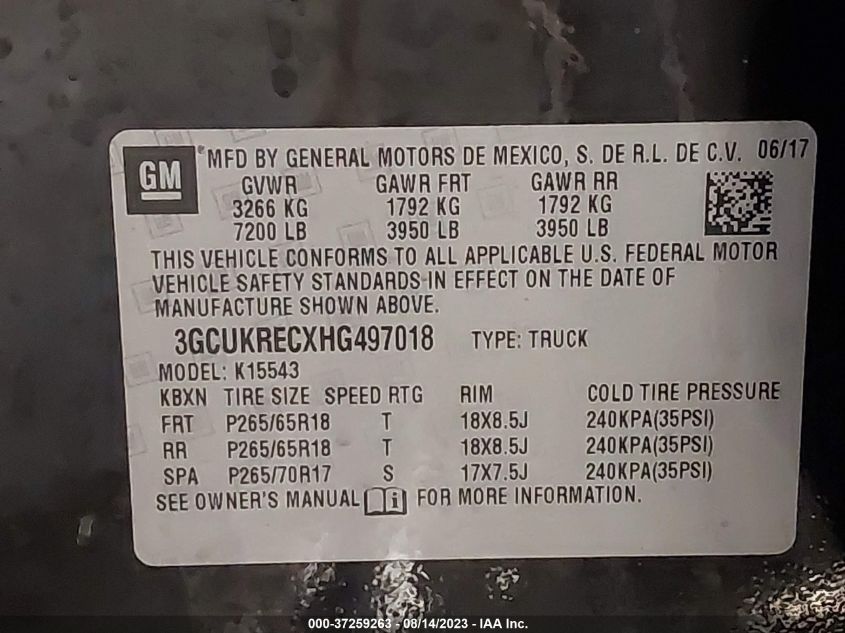 GM
® MFD BY GENERAL MOTORS DE MEXICO, S. DE R.L. DE C.V. 06/17
GVWR GAWR FRT GAWR RR
3266 KG 1792 KG 1792 KG
7200 LB 3950 LB 3950 LB
THIS VEHICLE CONFORMS TO ALL APPLICABLE U.S. FEDERAL MOTOR
VEHICLE SAFETY STANDARDS IN EFFECT ON THE DATE OF
MANUFACTURE SHOWN ABOVE.
3GCUKRECXHG497018 TYPE: TRUCK
MODEL: K15543
KBXN TIRE SIZE SPEED RTG RIM COLD TIRE PRESSURE
FRT P265/65R18 T 18X8.5J 240KPA(35PSI)
RR P265/65R18 T 18X8.5J 240KPA(35PSI)
SPA P265/70R17 S 17X7.5J 240KPA(35PSI)
SEE OWNER'S MANUAL i FOR MORE INFORMATION.
000-37259263 - 08/14/2023 - IAA Inc.